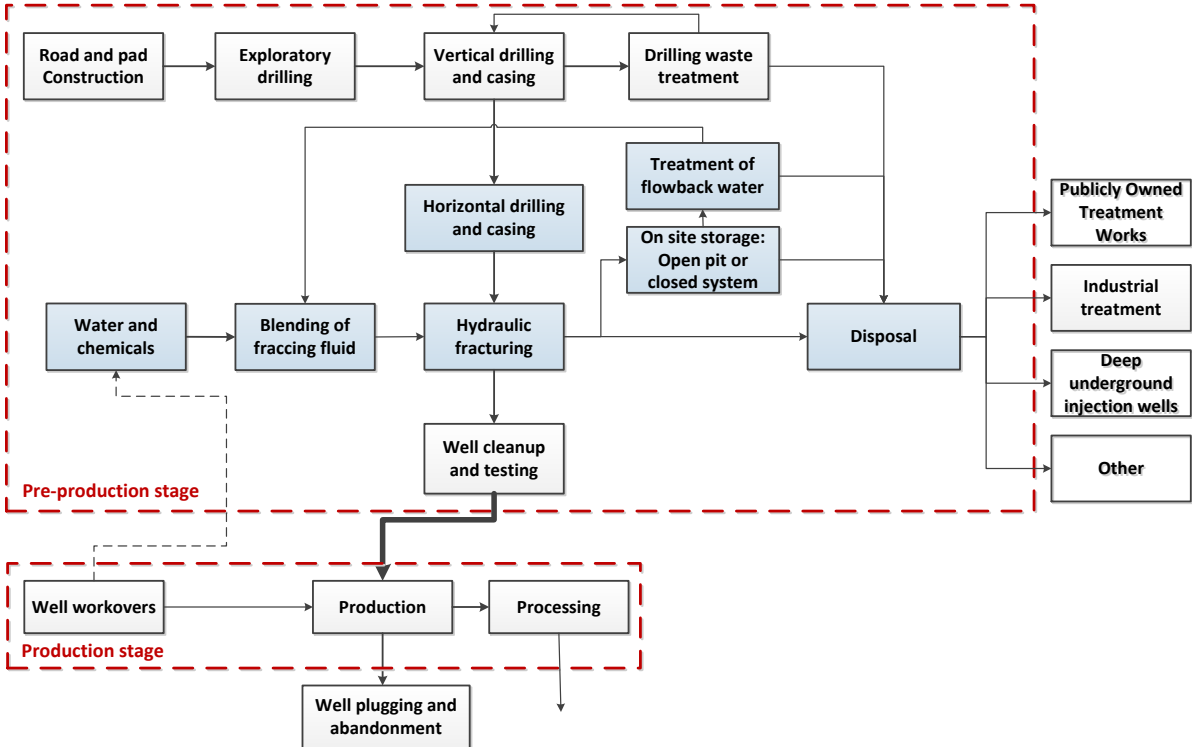 Road and pad
Construction
Exploratory
drilling
Vertical drilling
and casing
Drilling waste
treatment
Treatment of
flowback water
Horizontal drilling
and casing
On site storage:
Open pit or
closed system
Water and
chemicals
Blending of
fraccing fluid
Hydraulic
fracturing
Disposal
Publicly Owned
Treatment
Works
Industrial
treatment
Deep
underground
injection wells
Other
Well cleanup
and testing
Pre-production stage
Well workovers
Production
Processing
Production stage
Well plugging and
abandonment